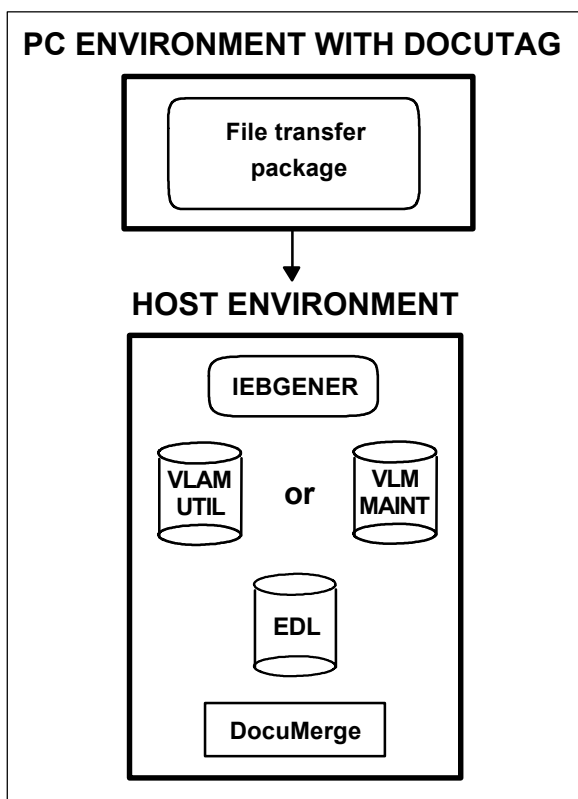 PC ENVIRONMENT WITH DOCUTAG
File transfer
package
HOST ENVIRONMENT
IEBGENER
VLAM
UTIL
or
VLM
MAINT
EDL
DocuMerge